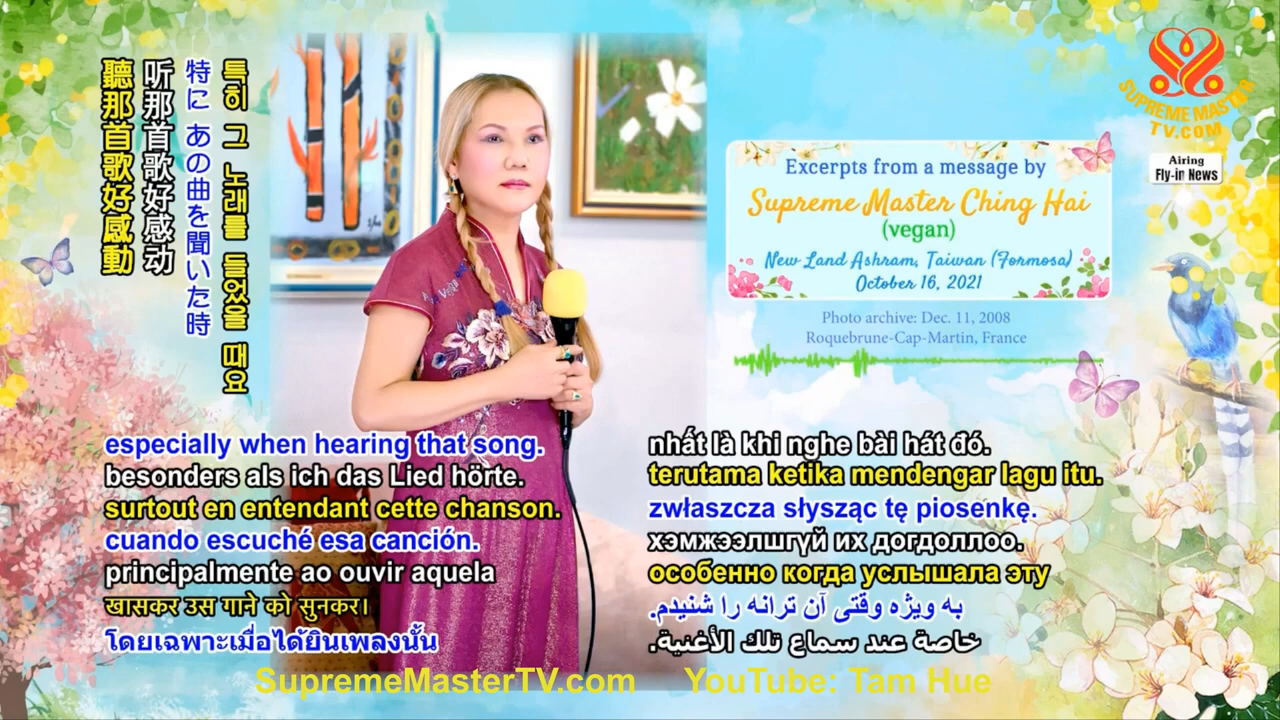 聽那首歌好感動
听那首歌好感动
特に あの曲を聞いた時
특히 그 노래를 들었을 때요
SUPREME MASTER
TV.COM
Airing
Fly-in News
Excerpts from a message by
Supreme Master Ching Hai
(vegan)
New Land Ashram, Taiwan (Formosa)
October 16, 2021
Photo archive: Dec. 11, 2008
Roquebrune-Cap-Martin, France
especially when hearing that song.
besonders als ich das Lied hörte.
surtout en entendant cette chanson.
cuando escuché esa canción.
principalmente ao ouvir aquela
खासकर उस गाने को सुनकर।
โดยเฉพาะเมื่อได้ยินเพลงนั้น
nhất là khi nghe bài hát đó.
terutama ketika mendengar lagu itu.
zwłaszcza słysząc tę piosenkę.
хэмжээлшгүй их догдоллоо.
особенно когда услышала эту
به ویژه وقتی آن ترانه را شنیدم.
خاصة عند سماع تلك الأغنية.
SupremeMasterTV.com
YouTube: Tam Hue